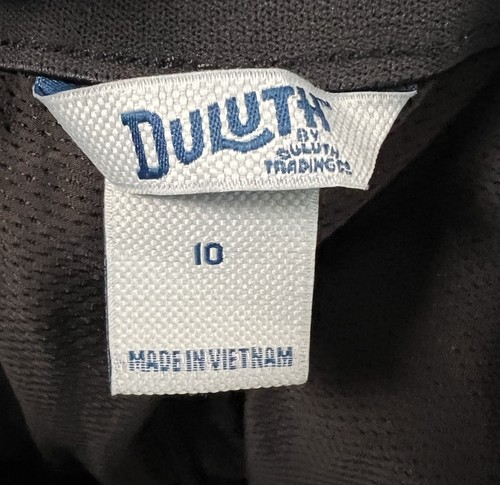 DULUTH
BY
DULUTH
TRADING CO
10
MADE IN VIETNAM